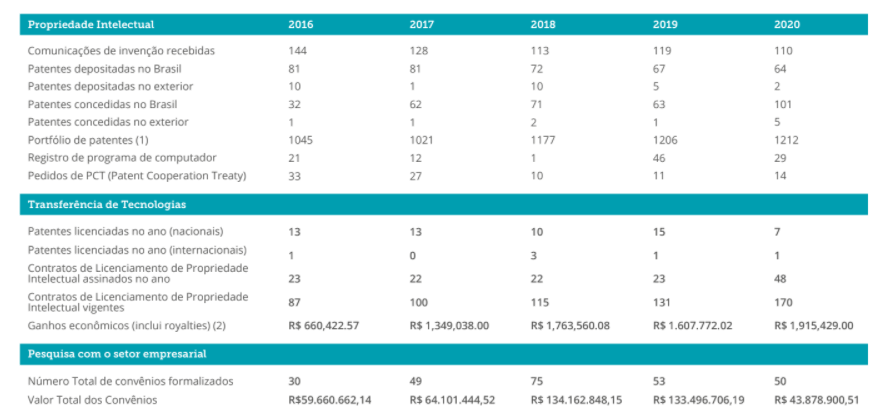 Propriedade Intelectual 2016 2017 2018 2019 2020
Comunicações de invenção recebidas 144 128 113 119 110
Patentes depositadas no Brasil 81 81 72 67 64
Patentes depositadas no exterior 10 1 10 5 2
Patentes concedidas no Brasil 32 62 71 63 101
Patentes concedidas no exterior 1 1 2 1 5
Portfólio de patentes (1) 1045 1021 1177 1206 1212
Registro de programa de computador 21 12 1 46 29
Pedidos de PCT (Patent Cooperation Treaty) 33 27 10 11 14
Transferência de Tecnologias
Patentes licenciadas no ano (nacionais) 13 13 10 15 7
Patentes licenciadas no ano (internacionais) 1 0 3 1 1
Contratos de Licenciamento de Propriedade
Intelectual assinados no ano 23 22 22 23 48
Contratos de Licenciamento de Propriedade
Intelectual vigentes 87 100 115 131 170
Ganhos econômicos (inclui royalties) (2) R$ 660,422.57 R$ 1,349,038.00 R$ 1,763,560.08 R$ 1.607.772.02 R$ 1,915,429.00
Pesquisa com o setor empresarial
Número Total de convênios formalizados 30 49 75 53 50
Valor Total dos Convênios R$59.660.662,14 R$ 64.101.444,52 R$ 134.162.848,15 R$ 133.496.706,19 R$ 43.878.900,51